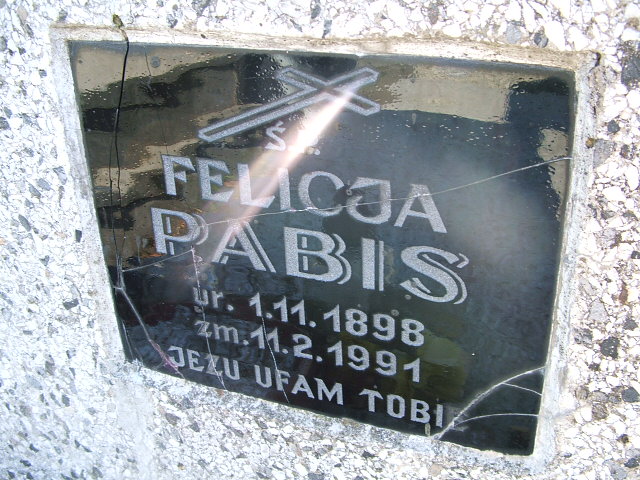 Ś.
FELICJA
PABIS
ur. 1.11.1898
zm. 11.2.1991
JEZU UFAM TOBIE